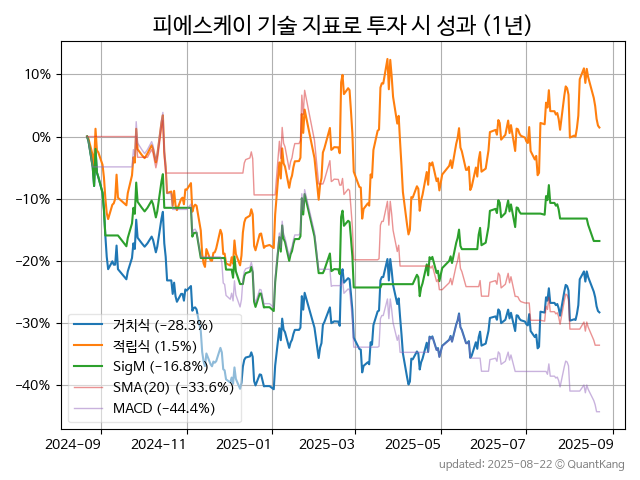 피에스케이 기술 지표로 투자 시 성과 (1년)
10%
0%
−10%
−20%
−30%
−40%
거치식 (−28.3%)
적립식 (1.5%)
SigM (−16.8%)
SMA(20) (−33.6%)
MACD (−44.4%)
2024-09 2024-11 2025-01 2025-03 2025-05 2025-07 2025-09
updated: 2025-08-22 © QuantKang